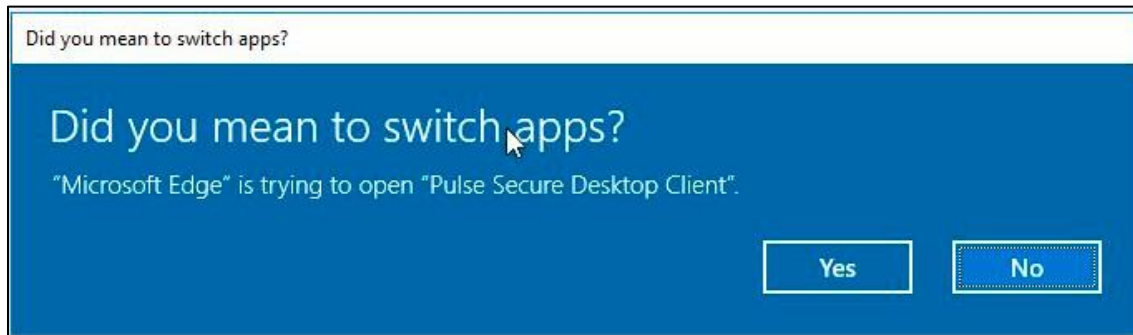 Did you mean to switch apps?
Did you mean to switch apps?
"Microsoft Edge" is trying to open "Pulse Secure Desktop Client".
Yes No